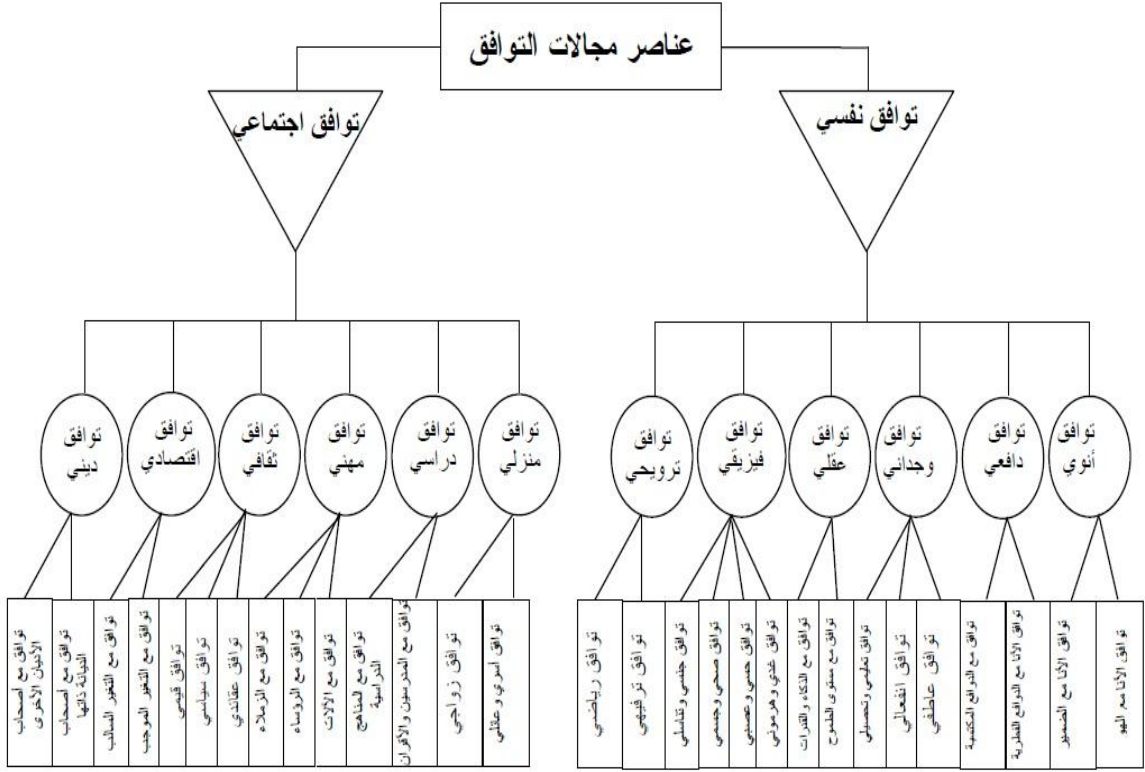 عناصر مجالات التوافق
توافق نفسي
توافق اجتماعي
توافق
أنوي
توافق
دافعي
توافق
وجداني
توافق
عقلي
توافق
فيزيقي
توافق
ترويحي
توافق
منزلي
توافق
دراسي
توافق
مهني
توافق
ثقافي
توافق
اقتصادي
توافق
ديني
توافق الأنا مع الهو
توافق الأنا مع الضمير
توافق الأنا مع الدوافع الفطرية
توافق مع الدوافع المكتسبة
توافق عاطفي
توافق انفعالي
توافق تعليمي وتحصيلي
توافق مع مستوى الطموح
توافق مع الذكاء والقدرات
توافق غدي وهرموني
توافق حسي وعصبي
توافق صحي وجسمي
توافق جنسي وتناسلي
توافق ترفيهي
توافق رياضي
توافق أسري وعائلي
توافق زواجي
توافق مع المدرسين والأقران
توافق مع المناهج
الدراسية
توافق مع الآلات
توافق مع الرؤساء
توافق مع الزملاء
توافق عقائدي
توافق سياسي
توافق قيمي
توافق مع التغير الموجب
توافق مع التغير السالب
توافق مع أصحاب
الديانة ذاتها
توافق مع أصحاب
الأديان الأخرى